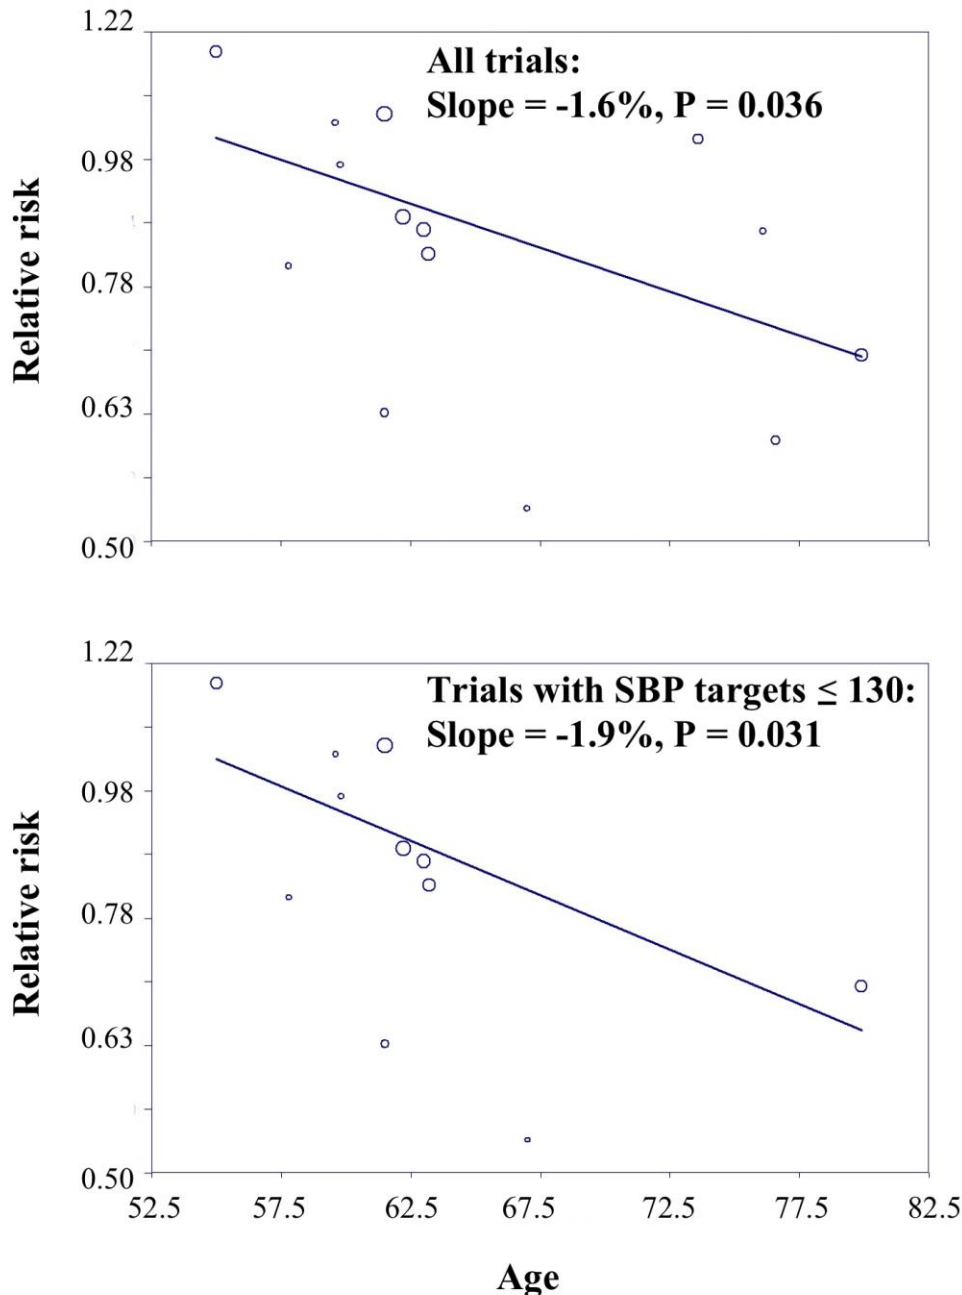 1.22
All trials:
Slope = -1.6%, P = 0.036
0.98
0.78
0.63
0.50
Relative risk
1.22
Trials with SBP targets ≤ 130:
Slope = -1.9%, P = 0.031
0.98
0.78
0.63
0.50
Relative risk
52.5 57.5 62.5 67.5 72.5 77.5 82.5
Age